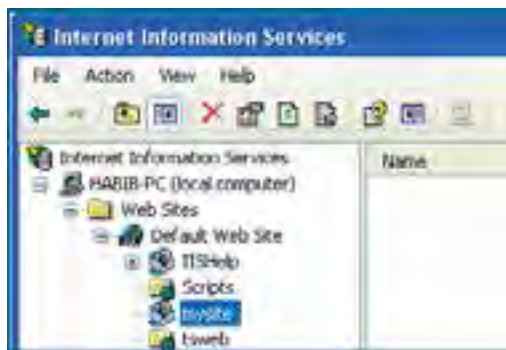 Internet Information Services
File Action View Help
Internet Information Services
Name
HABIB-PC (local computer)
Web Sites
Default Web Site
IISHelp
Scripts
mysite
tsweb